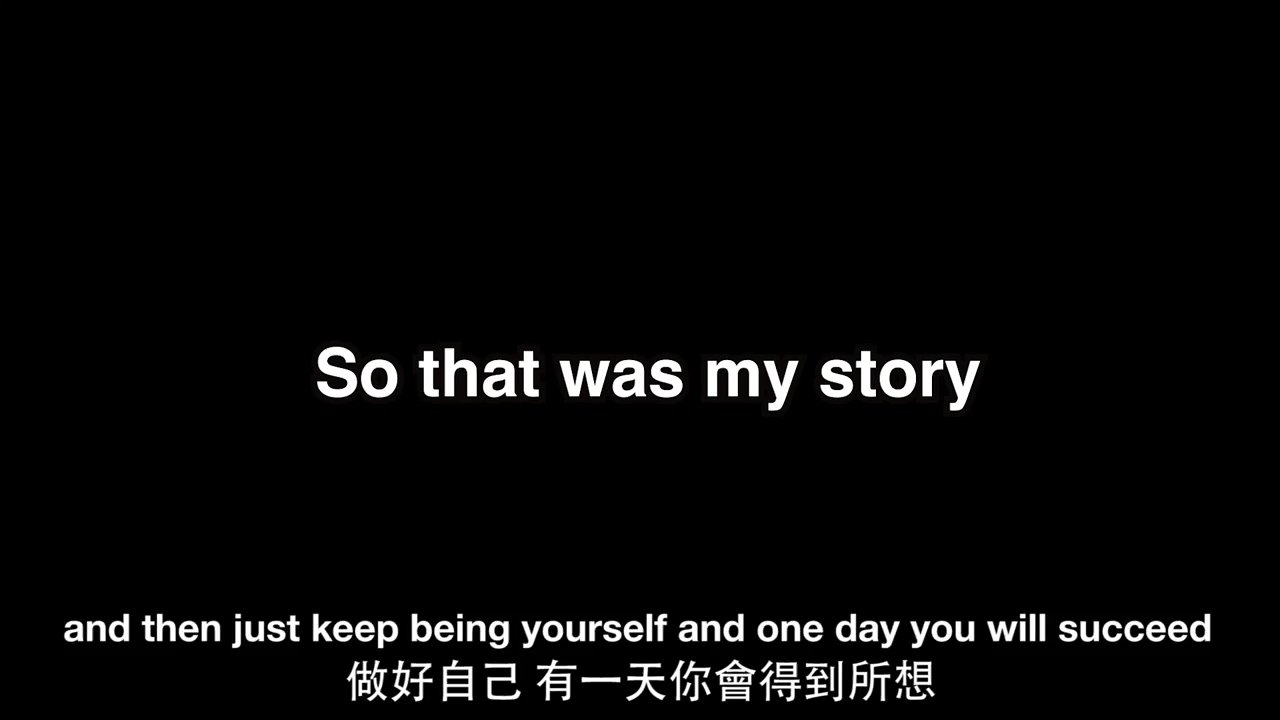 So that was my story
and then just keep being yourself and one day you will succeed
做好自己 有一天你會得到所想